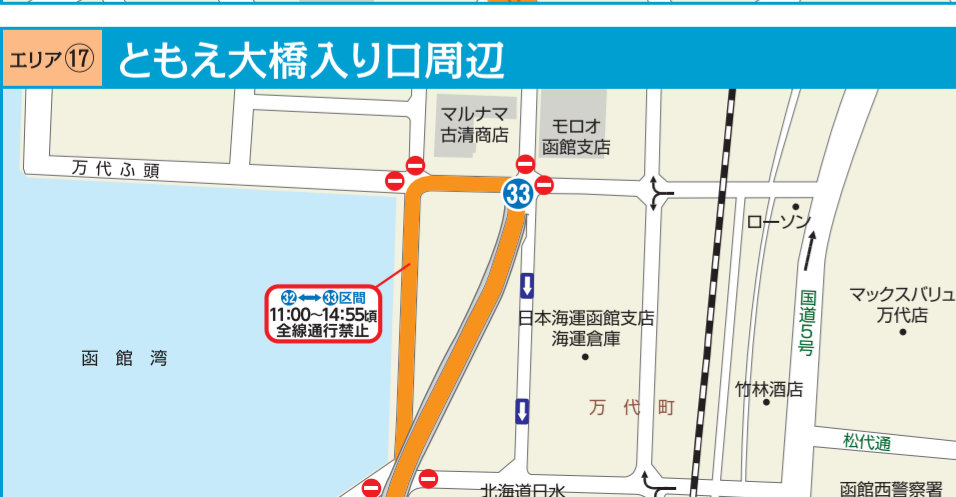 エリア⑰
ともえ大橋入り口周辺
マルナマ
古清商店
モロオ
函館支店
万代ふ頭
33
ローソン
㉜⟷㉝区間
11:00~14:55頃
全線通行禁止
日本海運函館支店
海運倉庫
国道5号
マックスバリュ
万代店
函館湾
竹林酒店
万代町
松代通
北海道日水
函館西警察署